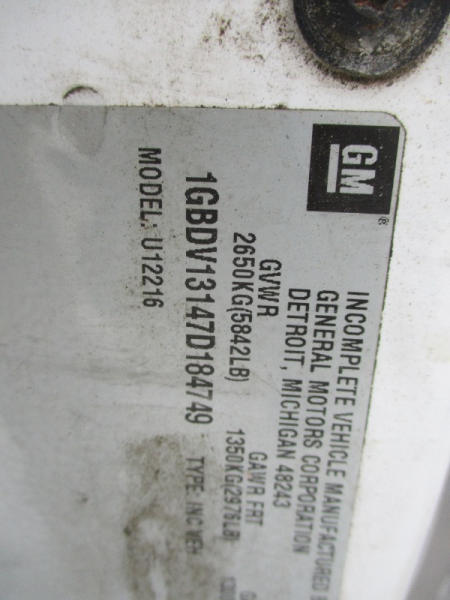 GM
INCOMPLETE VEHICLE MANUFACTURED
GENERAL MOTORS CORPORATION
DETROIT, MICHIGAN 48243
GVWR GAWR FRT
2650KG(5842LB) 1350KG(2976LB)
1GBDV13147D184749 TYPE: INC VEH
MODEL: U12216